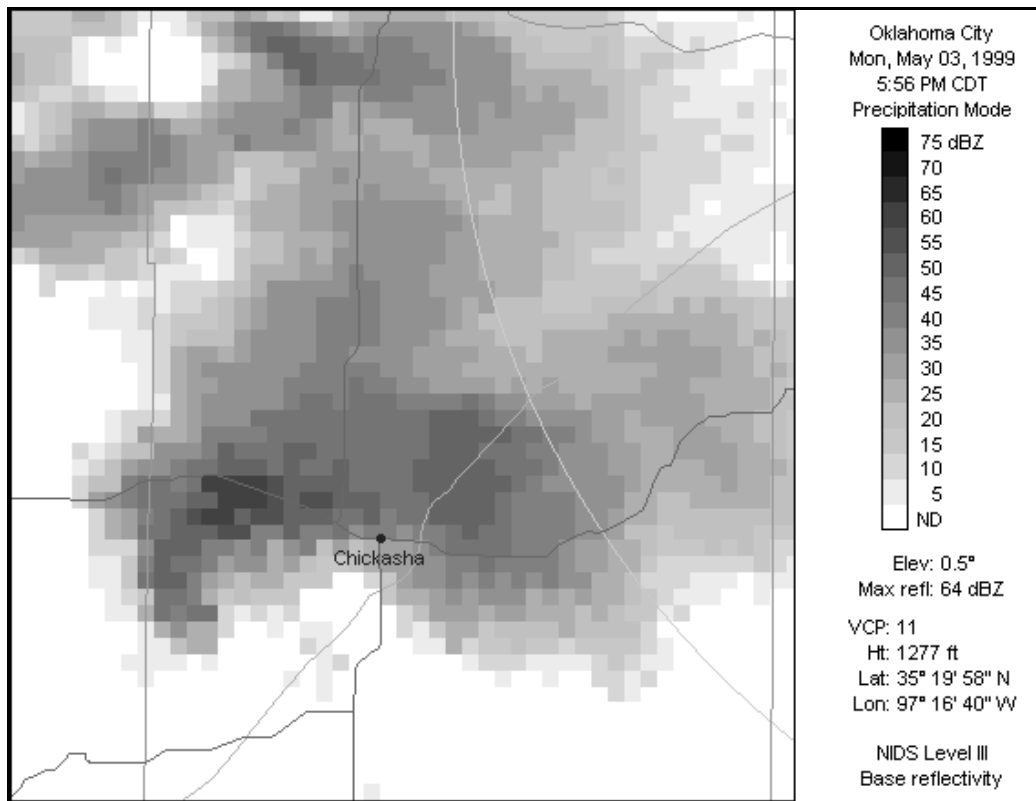 Oklahoma City
Mon, May 03, 1999
5:56 PM CDT
Precipitation Mode
75 dBZ
70
65
60
55
50
45
40
35
30
25
20
15
10
5
ND
Chickasha
Elev: 0.5°
Max refl: 64 dBZ
VCP: 11
Ht: 1277 ft
Lat: 35° 19' 58" N
Lon: 97° 16' 40" W
NIDS Level III
Base reflectivity